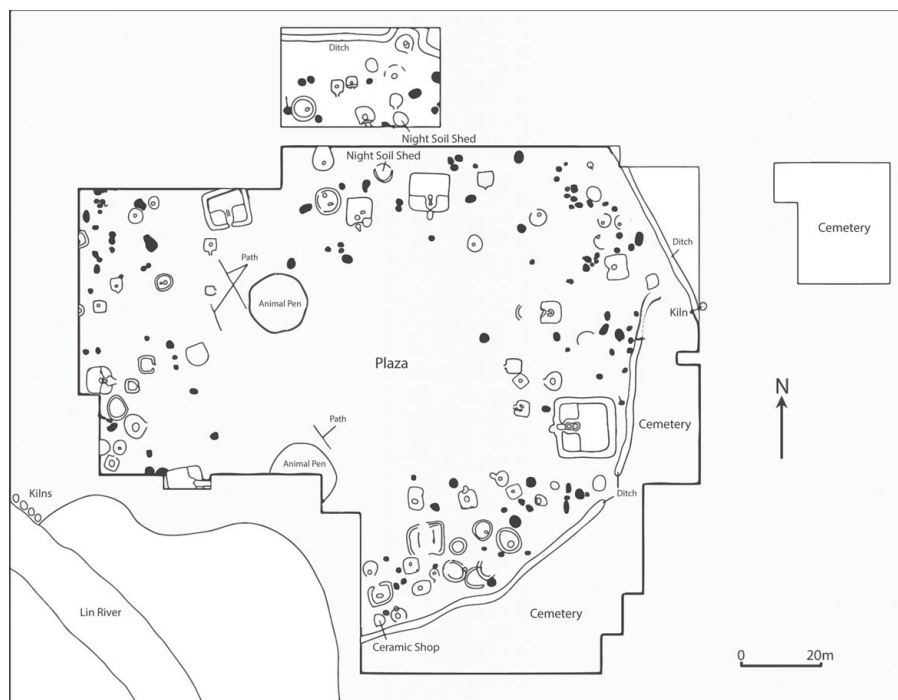 Ditch
Night Soil Shed
Night Soil Shed
Cemetery
Ditch
Path
Animal Pen
Kiln
Plaza
N
Path
Cemetery
Animal Pen
Kilns
Ditch
Lin River
Cemetery
Ceramic Shop
0
20m